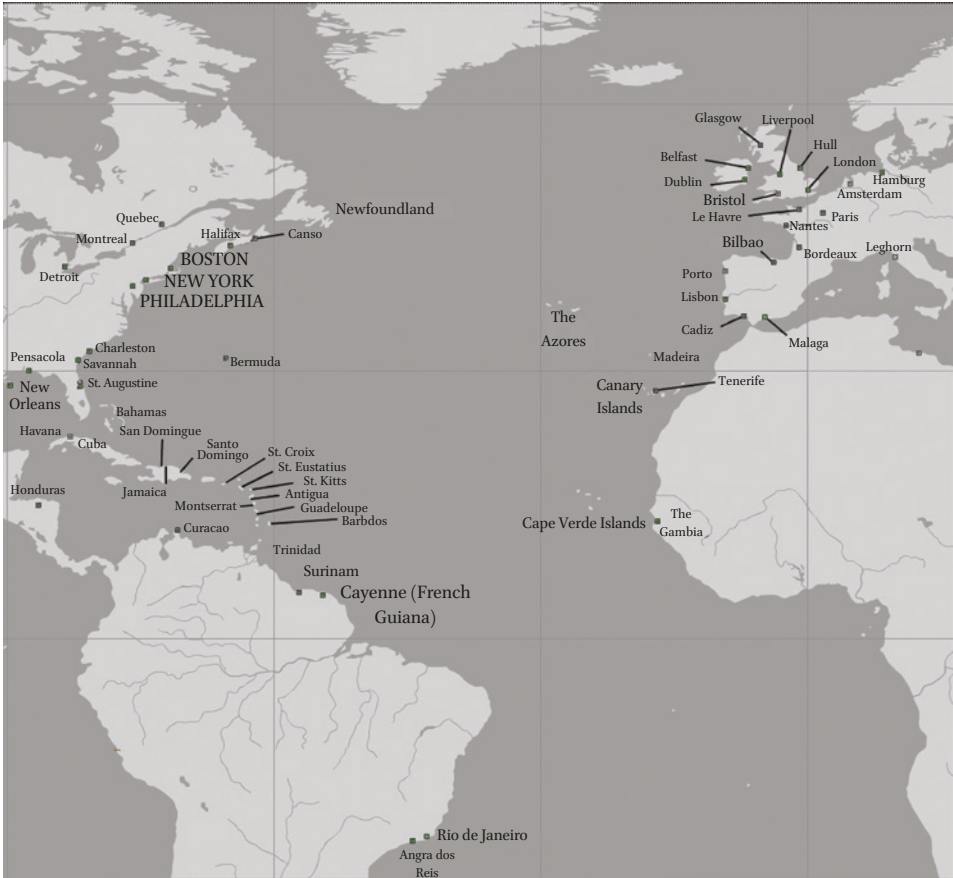 Glasgow
Liverpool
Hull
Belfast
London
Dublin
Hamburg
Bristol
Amsterdam
Newfoundland
Le Havre
Paris
Quebec
Nantes
Montreal
Halifax
Canso
Bilbao
Leghorn
Bordeaux
BOSTON
Detroit
NEW YORK
Porto
PHILADELPHIA
Lisbon
The
Azores
Cadiz
Malaga
Charleston
Pensacola
Savannah
Bermuda
Madeira
St. Augustine
New
Orleans
Canary
Islands
Tenerife
Bahamas
Havana
San Domingue
Cuba
Santo
Domingo
St. Croix
St. Eustatius
St. Kitts
Honduras
Jamaica
Antigua
Montserrat
Guadeloupe
Barbdos
Curacao
Cape Verde Islands
The
Gambia
Trinidad
Surinam
Cayenne (French
Guiana)
Rio de Janeiro
Angra dos
Reis